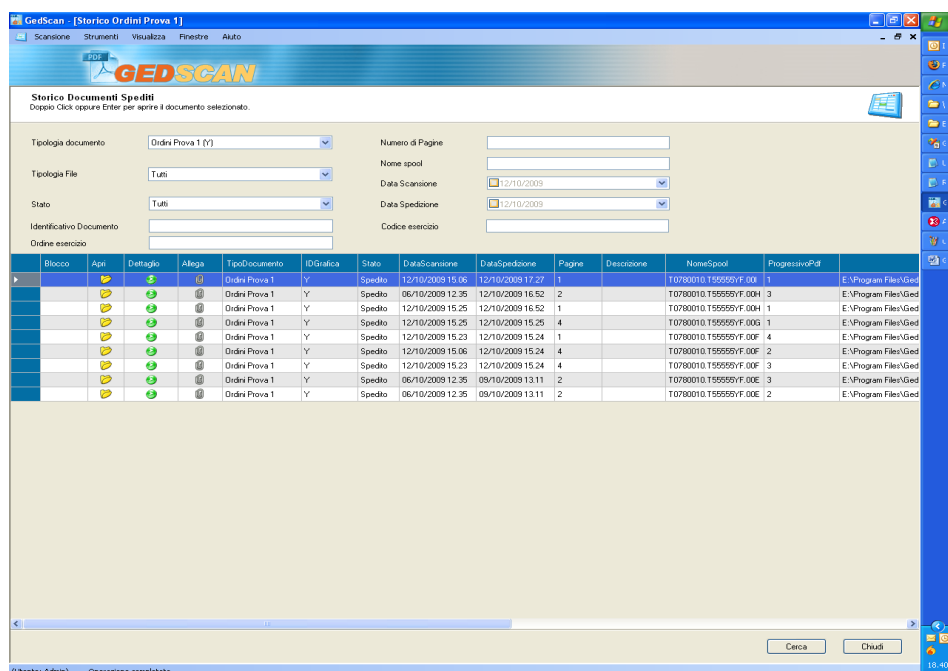 GedScan - [Storico Ordini Prova 1]
Scansione Strumenti Visualizza Finestre Aiuto
PDF GEDSCAN
Storico Documenti Spediti
Doppio Click oppure Enter per aprire il documento selezionato.
Tipologia documento Ordini Prova 1 (Y) Numero di Pagine
Nome spool
Tipologia File Tutti
Data Scansione 12/10/2009
Stato Tutti Data Spedizione 12/10/2009
Identificativo Documento Codice esercizio
Ordine esercizio
Blocco Apri Dettaglio Allega TipoDocumento IDGrafica Stato DataScansione DataSpedizione Pagine Descrizione NomeSpool ProgressivoPdf
Ordini Prova 1 Y Spedito 12/10/2009 15.06 12/10/2009 17.27 1 T0780010.T55555YF.00I 1 E:\Program Files\Ged
Ordini Prova 1 Y Spedito 06/10/2009 12.35 12/10/2009 16.52 2 T0780010.T55555YF.00H 3 E:\Program Files\Ged
Ordini Prova 1 Y Spedito 12/10/2009 15.25 12/10/2009 16.52 1 T0780010.T55555YF.00H 1 E:\Program Files\Ged
Ordini Prova 1 Y Spedito 12/10/2009 15.25 12/10/2009 15.25 4 T0780010.T55555YF.00G 1 E:\Program Files\Ged
Ordini Prova 1 Y Spedito 12/10/2009 15.23 12/10/2009 15.24 1 T0780010.T55555YF.00F 4 E:\Program Files\Ged
Ordini Prova 1 Y Spedito 12/10/2009 15.06 12/10/2009 15.24 4 T0780010.T55555YF.00F 2 E:\Program Files\Ged
Ordini Prova 1 Y Spedito 12/10/2009 15.23 12/10/2009 15.24 4 T0780010.T55555YF.00F 3 E:\Program Files\Ged
Ordini Prova 1 Y Spedito 06/10/2009 12.35 09/10/2009 13.11 2 T0780010.T55555YF.00E 3 E:\Program Files\Ged
Ordini Prova 1 Y Spedito 06/10/2009 12.35 09/10/2009 13.11 2 T0780010.T55555YF.00E 2 E:\Program Files\Ged
Cerca Chiudi
18.40